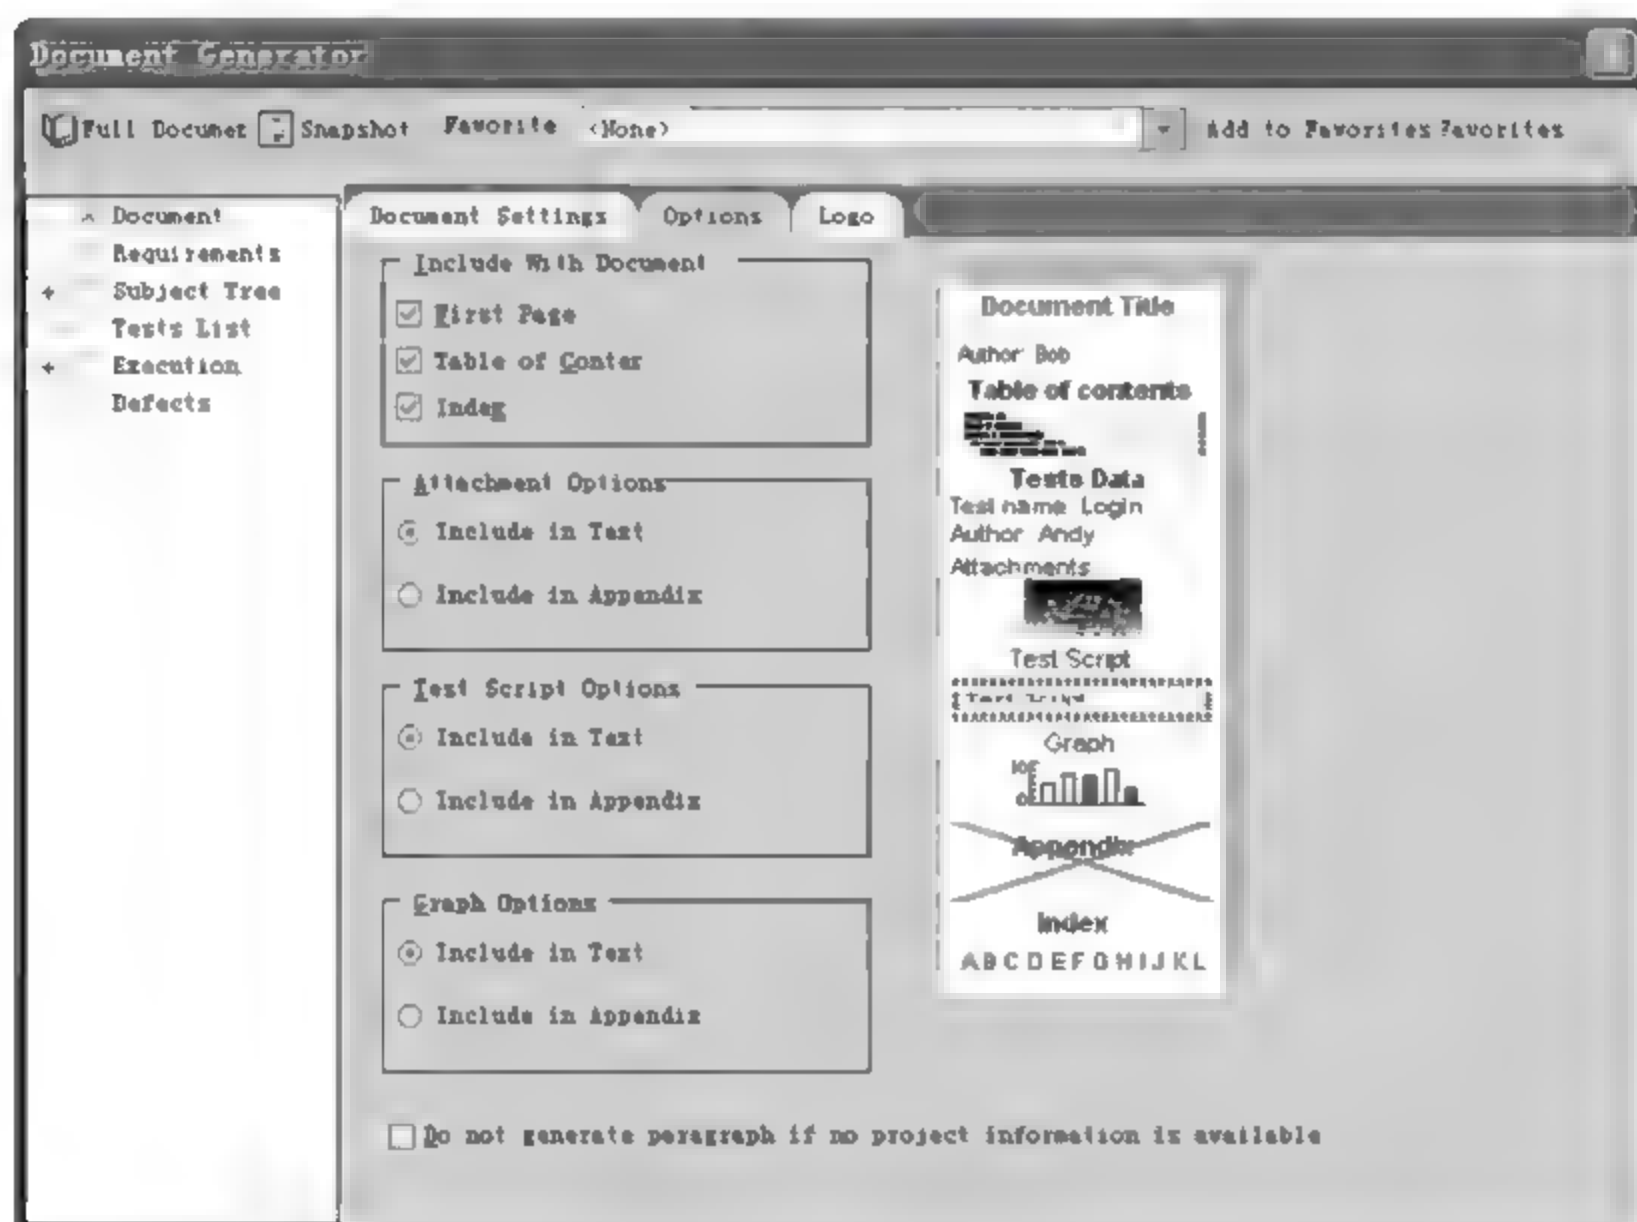 Document Generator
Full Documet Snapshot Favorite <None> Add to Favorites Favorites
Document
Requirements
Subject Tree
Tests List
Execution
Defects
Document Settings Options Logo
Include With Document
First Page
Table of Conter
Index
Attachment Options
Include in Text
Include in Appendix
Test Script Options
Include in Text
Include in Appendix
Graph Options
Include in Text
Include in Appendix
Do not generate paragraph if no project information is available
Document Title
Author: Bob
Table of contents
Tests Data
Test name Login
Author Andy
Attachments
Test Script
Test Script
Graph
10
0
Appendix
Index
A B C D E F G H I J K L